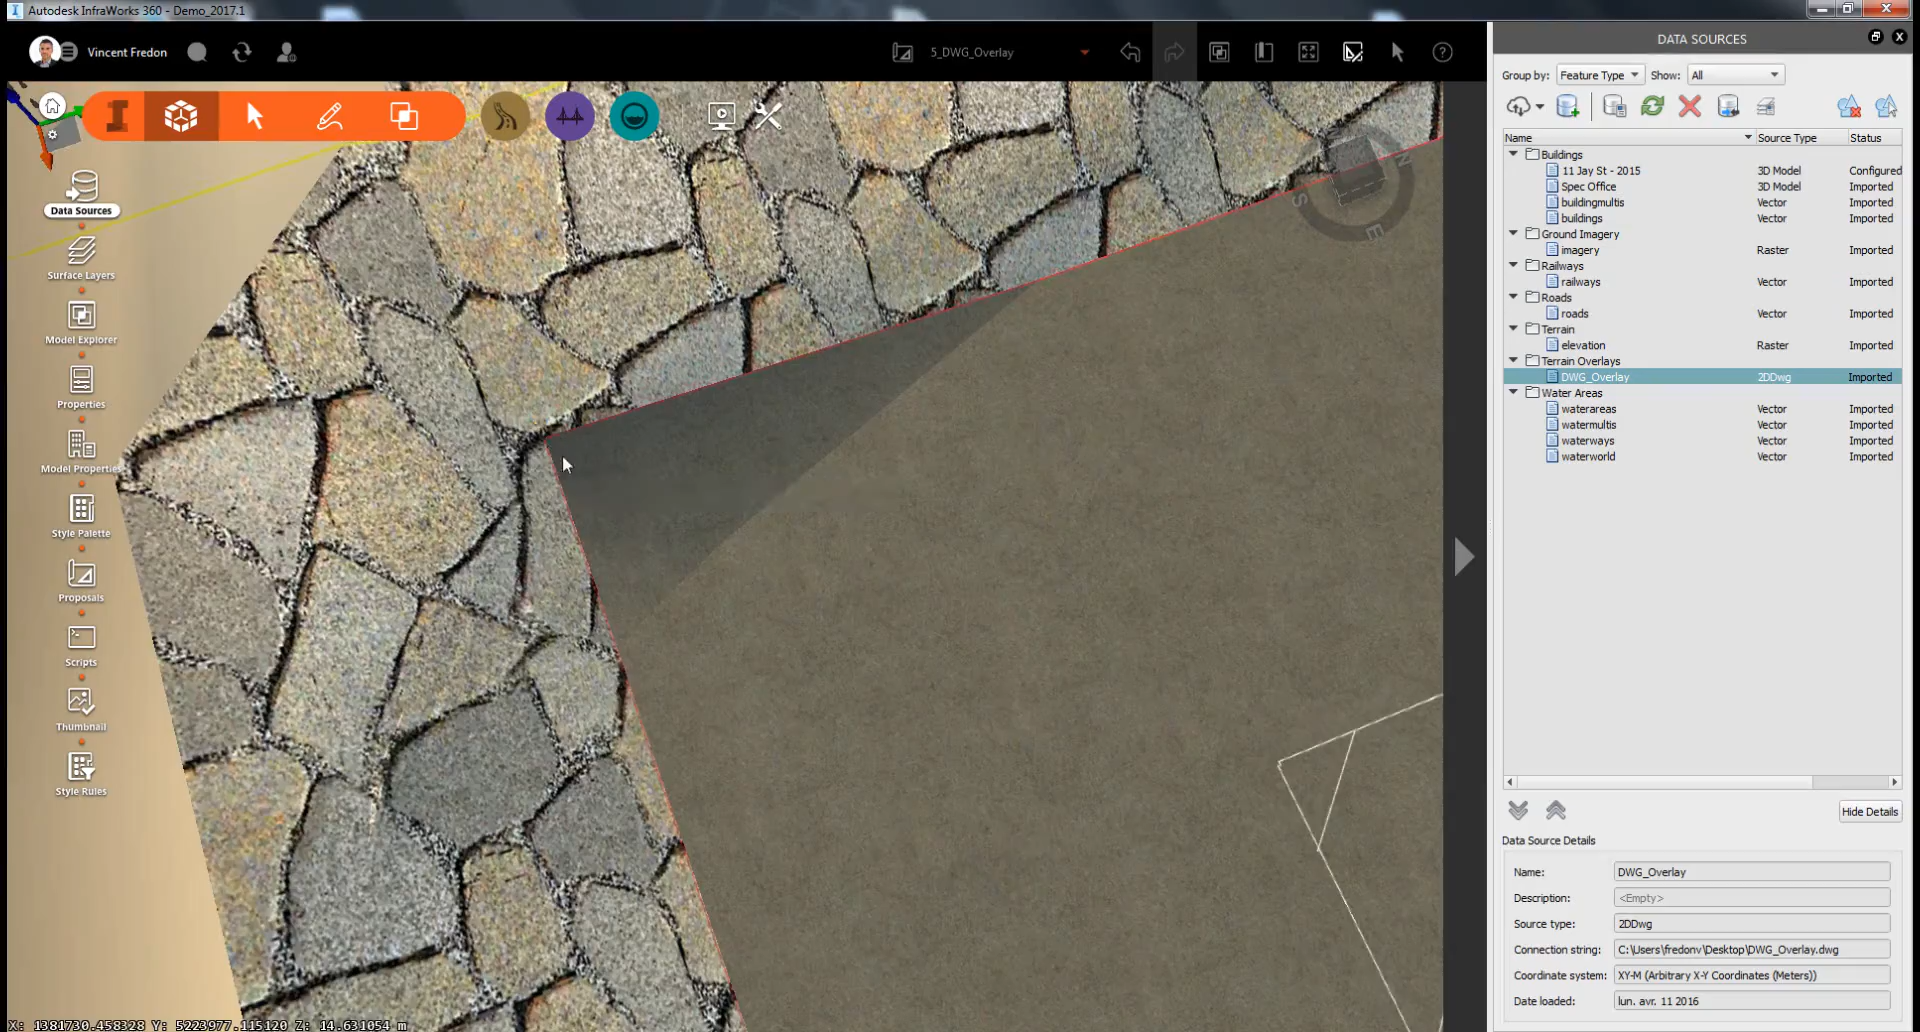 Autodesk InfraWorks 360 - Demo_2017.1
Vincent Fredon
5_DWG_Overlay
Data Sources
Surface Layers
Model Explorer
Properties
Model Properties
Style Palette
Proposals
Scripts
Thumbnail
Style Rules
S
E
X: 1381730.458328 Y: 5223977.115120 Z: 14.631054 m
DATA SOURCES
Group by: Feature Type Show: All
Name Source Type Status
Buildings
11 Jay St - 2015 3D Model Configured
Spec Office 3D Model Imported
buildingmultis Vector Imported
buildings Vector Imported
Ground Imagery
imagery Raster Imported
Railways
railways Vector Imported
Roads
roads Vector Imported
Terrain
elevation Raster Imported
Terrain Overlays
DWG_Overlay 2DDwg Imported
Water Areas
waterareas Vector Imported
watermultis Vector Imported
waterways Vector Imported
waterworld Vector Imported
Hide Details
Data Source Details
Name: DWG_Overlay
Description: <Empty>
Source type: 2DDwg
Connection string: C:\Users\fredonv\Desktop\DWG_Overlay.dwg
Coordinate system: XY-M (Arbitrary X-Y Coordinates (Meters))
Date loaded: lun. avr. 11 2016